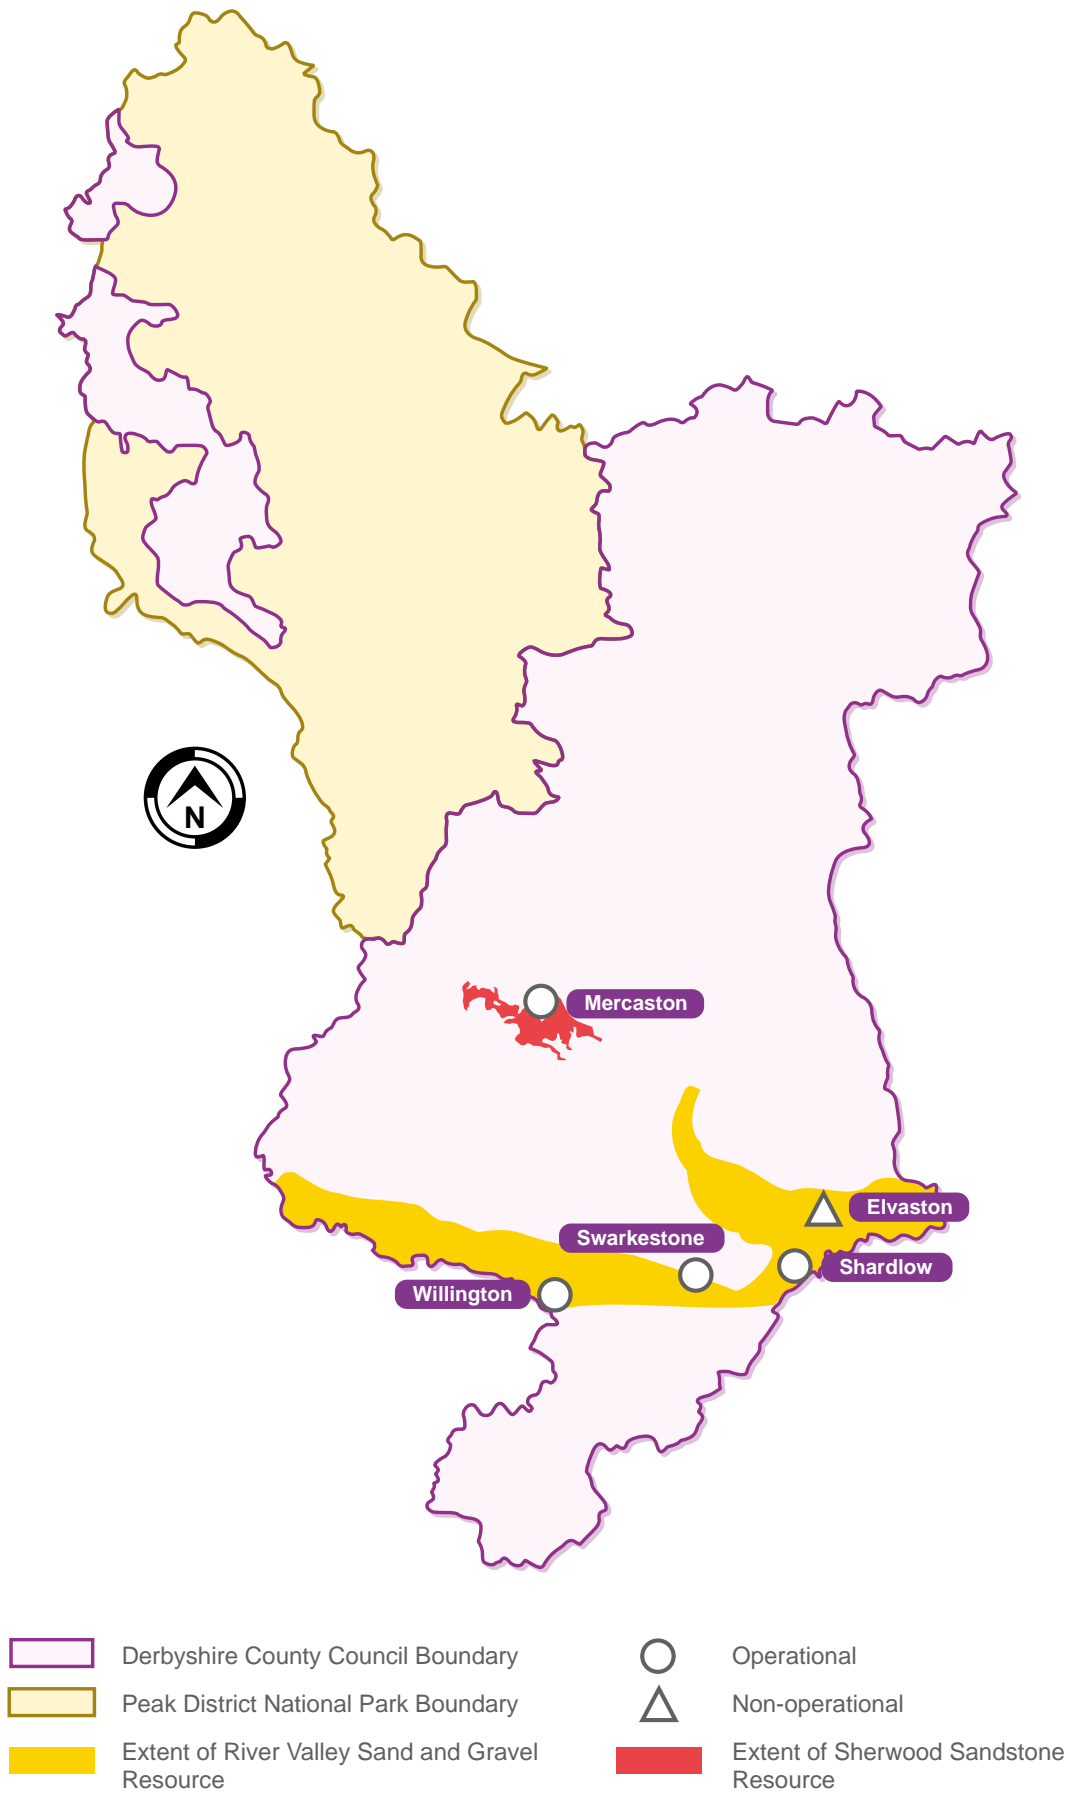 N
Mercaston
Elvaston
Swarkestone
Shardlow
Willington
Derbyshire County Council Boundary
Operational
Peak District National Park Boundary
Non-operational
Extent of River Valley Sand and Gravel
Resource
Extent of Sherwood Sandstone
Resource